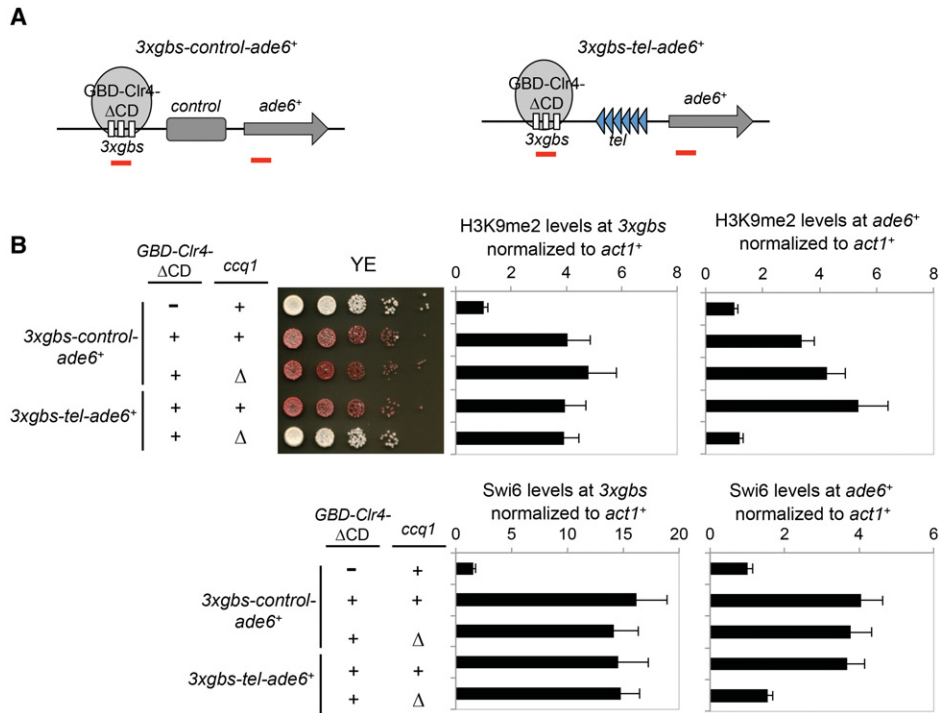 A
3xgbs-control-ade6⁺
3xgbs-tel-ade6⁺
GBD-Clr4-
ΔCD
3xgbs
control
ade6⁺
GBD-Clr4-
ΔCD
3xgbs
tel
ade6⁺
B
GBD-Clr4-
ΔCD
ccq1
YE
H3K9me2 levels at 3xgbs
normalized to act1⁺
0 2 4 6 8
H3K9me2 levels at ade6⁺
normalized to act1⁺
0 2 4 6 8
3xgbs-control-
ade6⁺
− +
+ +
+ Δ
3xgbs-tel-ade6⁺
+ +
+ Δ
GBD-Clr4-
ΔCD
ccq1
Swi6 levels at 3xgbs
normalized to act1⁺
0 5 10 15 20
Swi6 levels at ade6⁺
normalized to act1⁺
0 2 4 6
3xgbs-control-
ade6⁺
− +
+ +
+ Δ
3xgbs-tel-ade6⁺
+ +
+ Δ